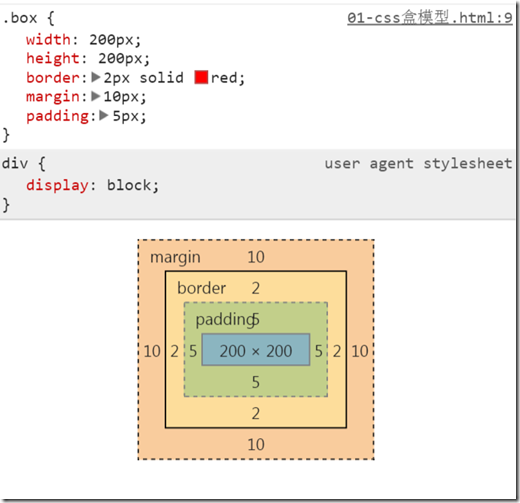 .box { 01-css盒模型.html:9
width: 200px;
height: 200px;
border:▶2px solid red;
margin:▶10px;
padding:▶5px;
}
div { user agent stylesheet
display: block;
}
margin 10
border 2
padding 5
10 2 5 200 × 200 5 2 10
5
2
10